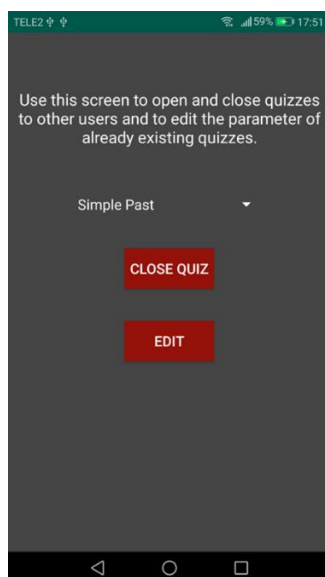 TELE2 59% 17:51
Use this screen to open and close quizzes
to other users and to edit the parameter of
already existing quizzes.
Simple Past
CLOSE QUIZ
EDIT